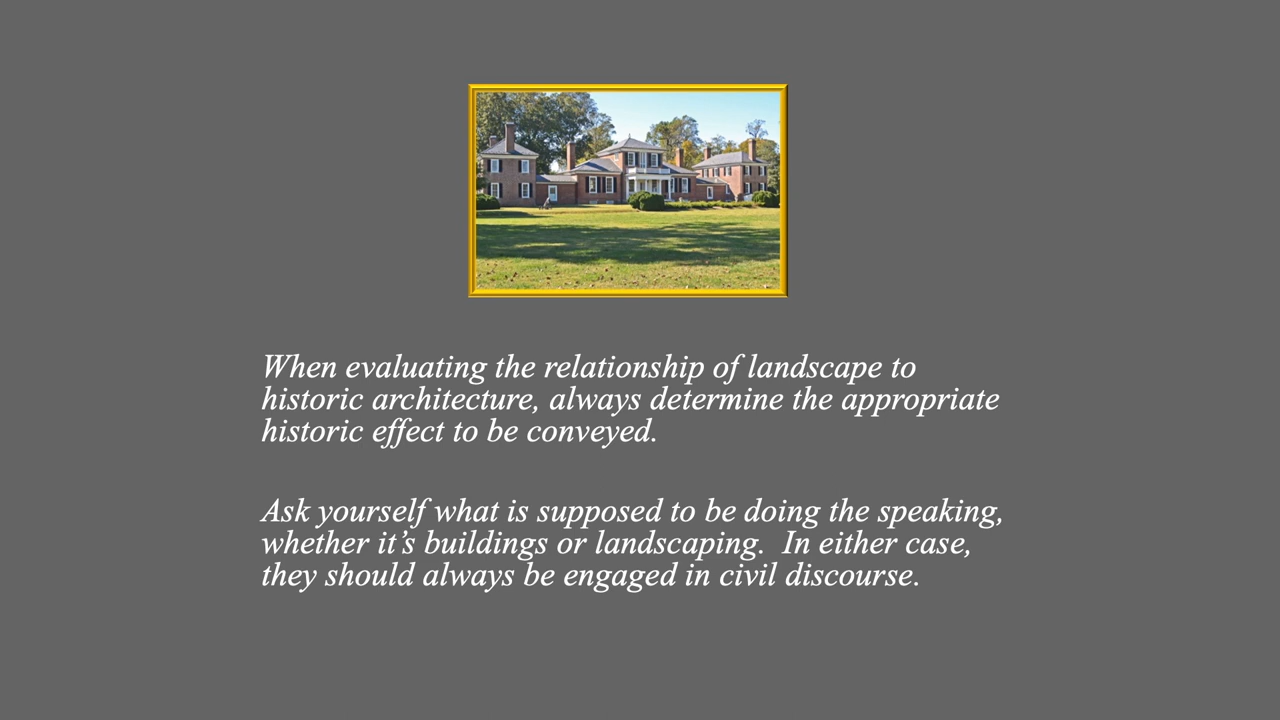 When evaluating the relationship of landscape to
historic architecture, always determine the appropriate
historic effect to be conveyed.
Ask yourself what is supposed to be doing the speaking,
whether it’s buildings or landscaping.  In either case,
they should always be engaged in civil discourse.